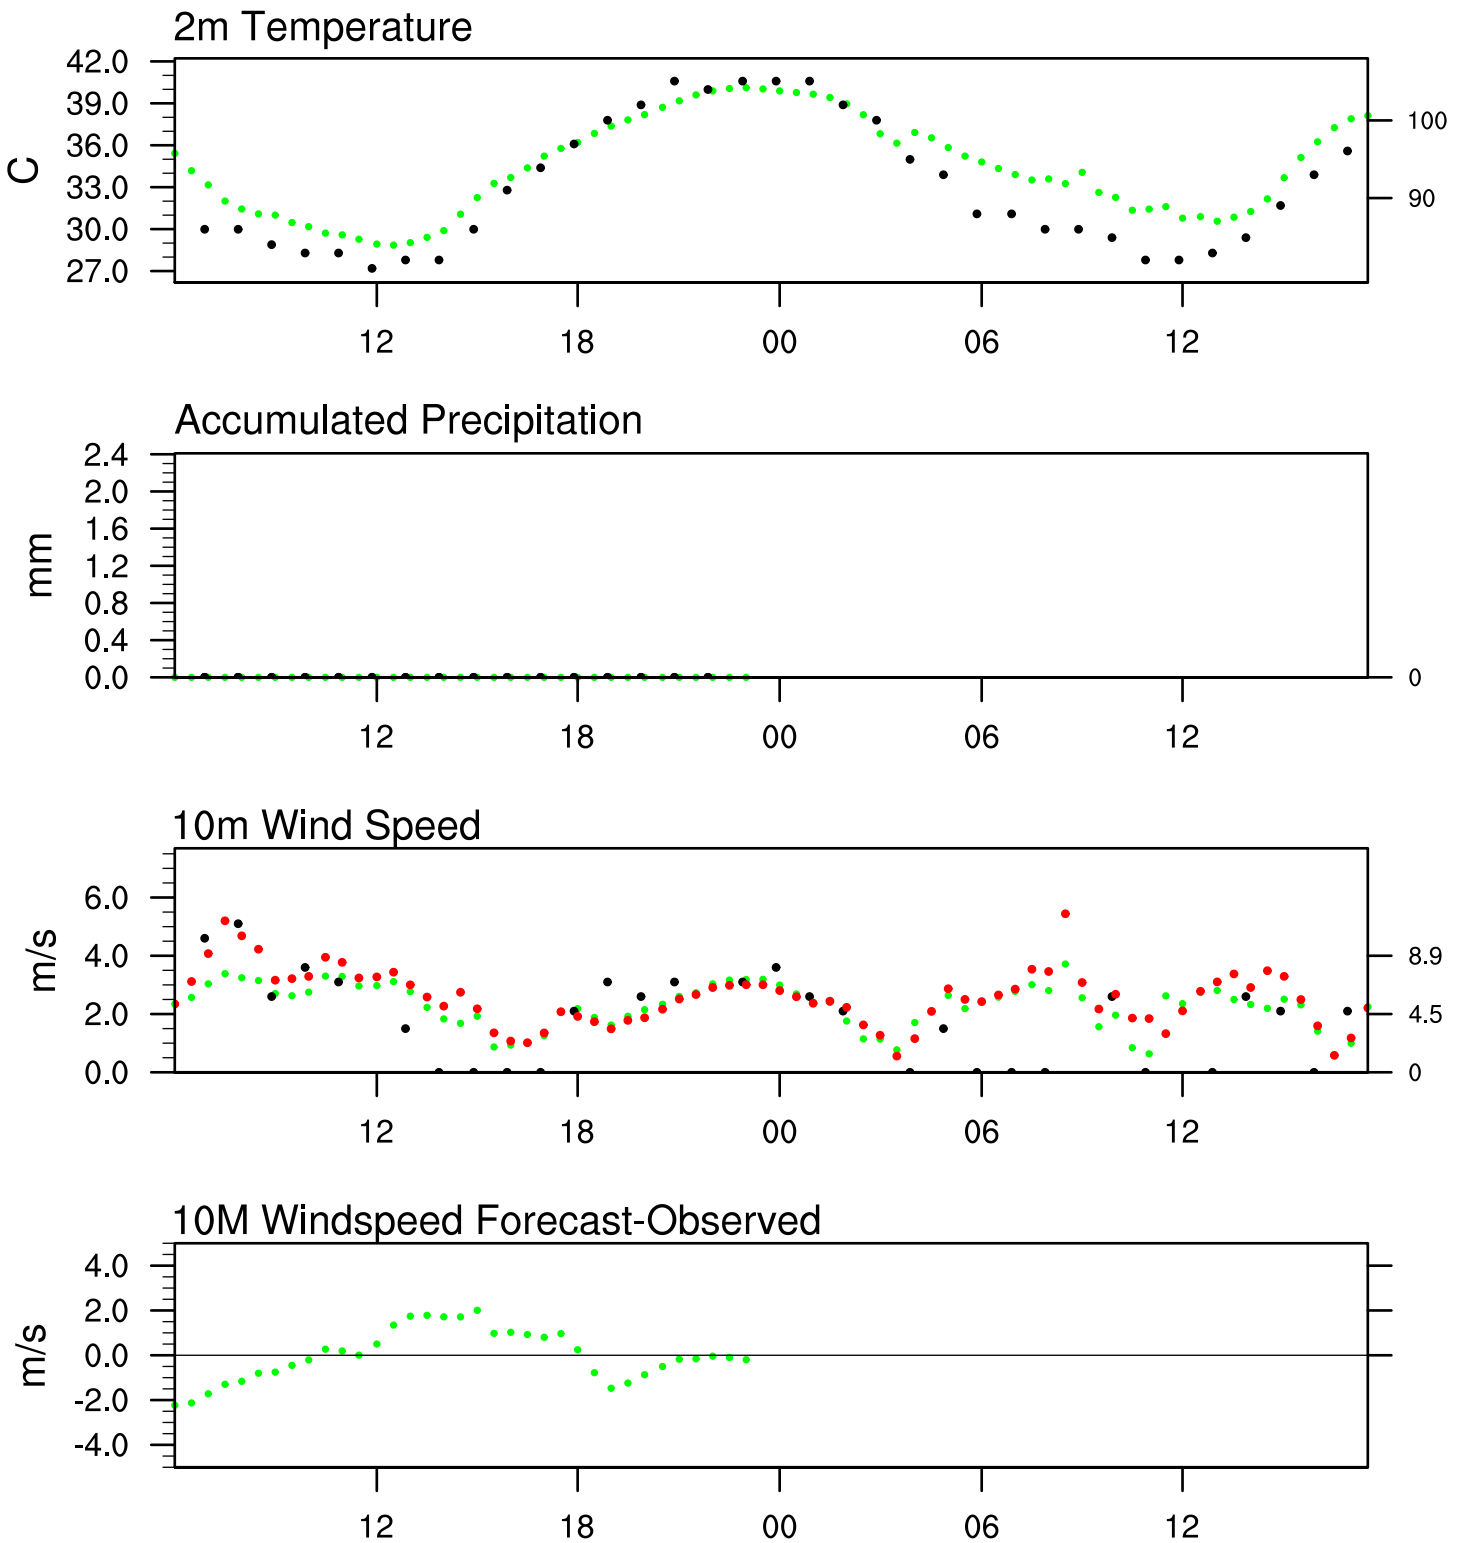 2m Temperature
42.0
39.0
36.0
33.0
30.0
27.0
C
100
90
12 18 00 06 12
Accumulated Precipitation
2.4
2.0
1.6
1.2
0.8
0.4
0.0
mm
0
12 18 00 06 12
10m Wind Speed
6.0
4.0
2.0
0.0
m/s
8.9
4.5
0
12 18 00 06 12
10M Windspeed Forecast-Observed
4.0
2.0
0.0
-2.0
-4.0
m/s
12 18 00 06 12